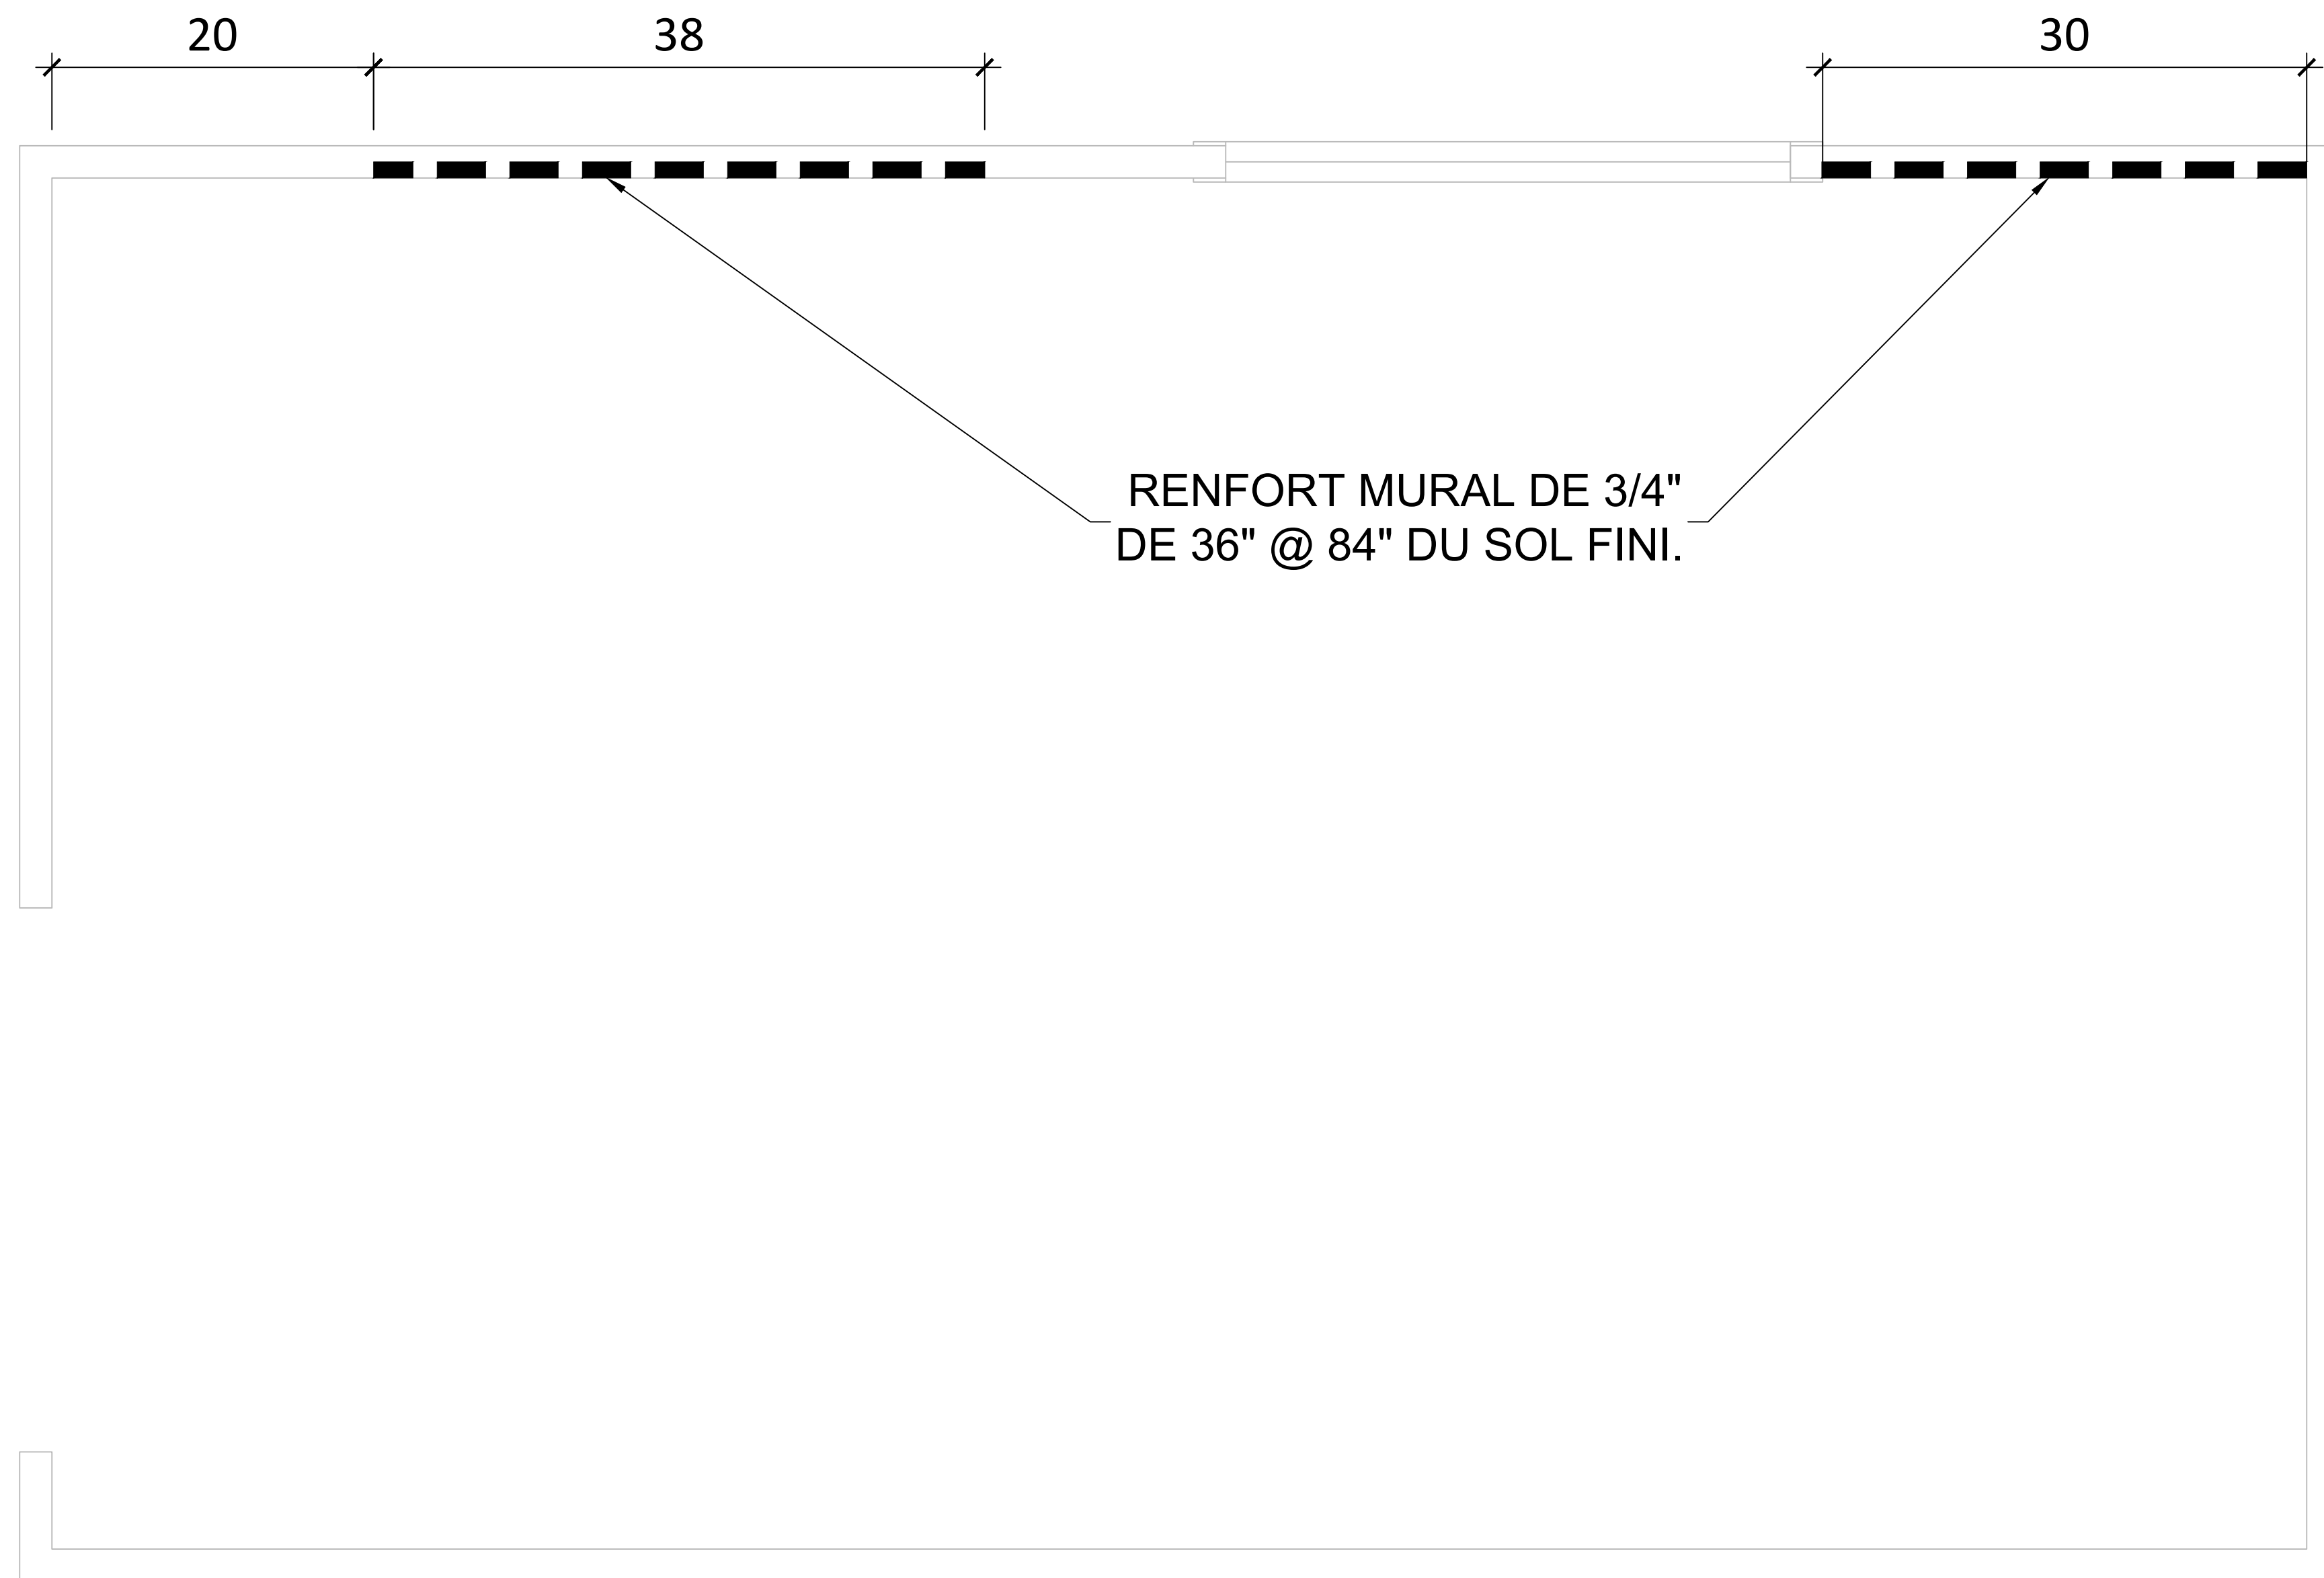 20
38
30
RENFORT MURAL DE 3/4"
DE 36" @ 84" DU SOL FINI.